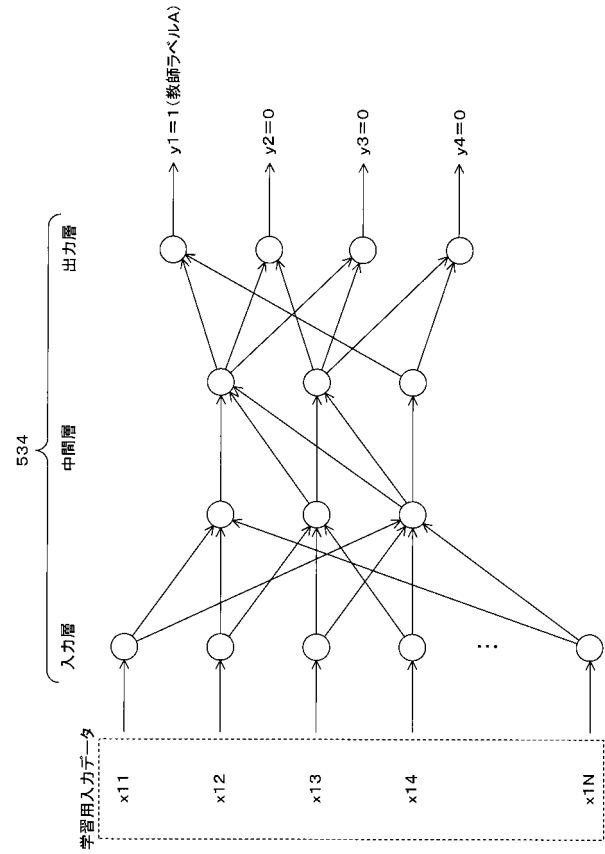 534
入力層
中間層
出力層
学習用入力データ
x11
x12
x13
x14
⋯
x1N
y1=1(教師ラベルA)
y2=0
y3=0
y4=0